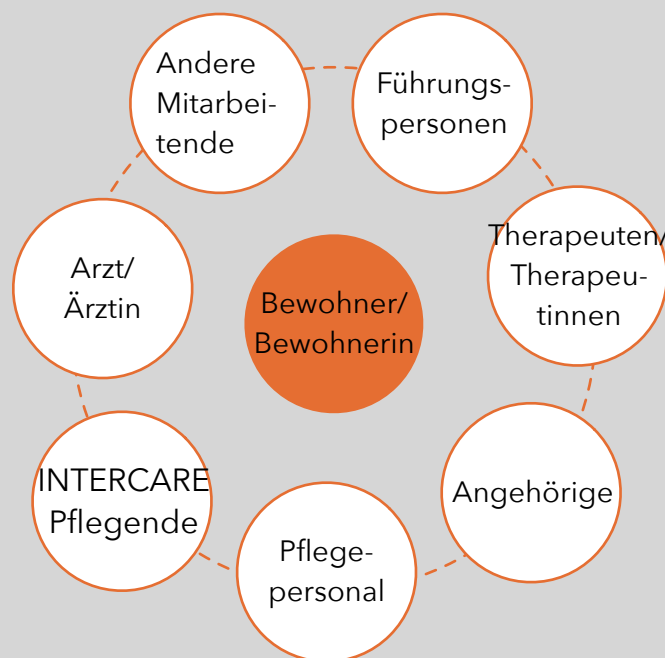 Andere
Mitarbei-
tende
Führungs-
personen
Therapeuten/
Therapeu-
tinnen
Arzt/
Ärztin
Bewohner/
Bewohnerin
INTERCARE
Pflegende
Angehörige
Pflege-
personal